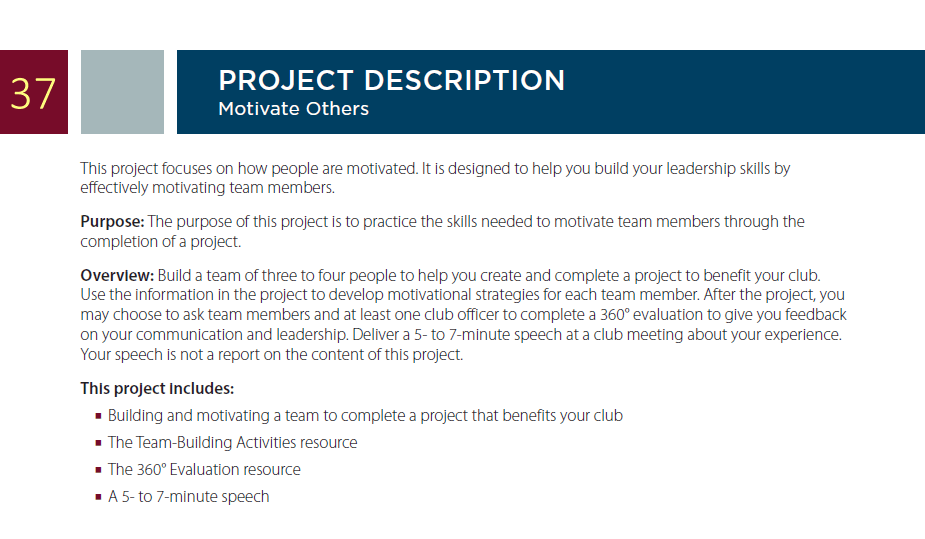 37
PROJECT DESCRIPTION
Motivate Others
This project focuses on how people are motivated. It is designed to help you build your leadership skills by
effectively motivating team members.
Purpose: The purpose of this project is to practice the skills needed to motivate team members through the
completion of a project.
Overview: Build a team of three to four people to help you create and complete a project to benefit your club.
Use the information in the project to develop motivational strategies for each team member. After the project, you
may choose to ask team members and at least one club officer to complete a 360° evaluation to give you feedback
on your communication and leadership. Deliver a 5- to 7-minute speech at a club meeting about your experience.
Your speech is not a report on the content of this project.
This project includes:
▪ Building and motivating a team to complete a project that benefits your club
▪ The Team-Building Activities resource
▪ The 360° Evaluation resource
▪ A 5- to 7-minute speech